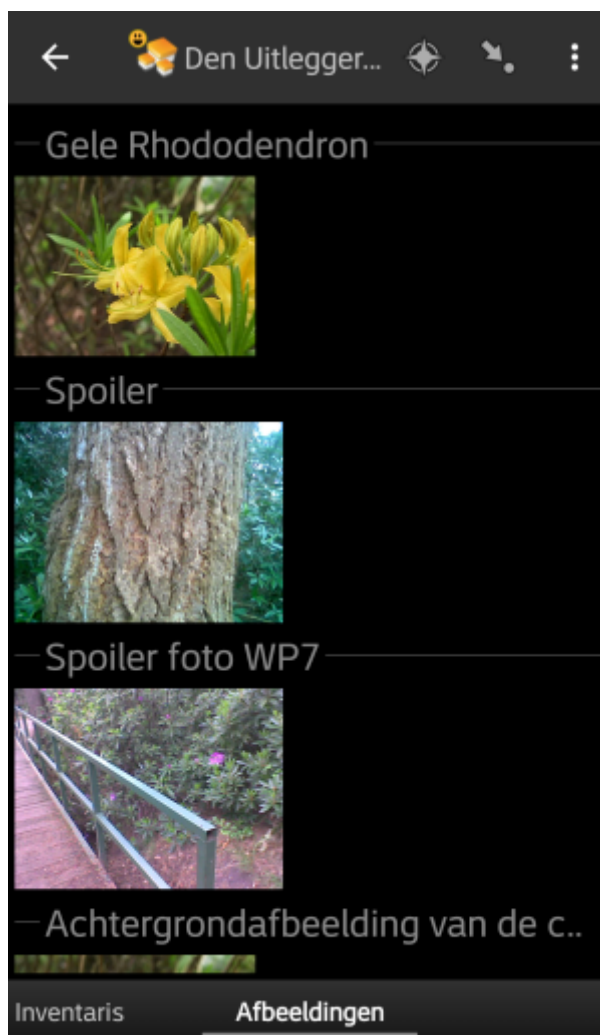 Den Uitlegger...
Gele Rhododendron
Spoiler
Spoiler foto WP7
Achtergrondafbeelding van de c..
Inventaris
Afbeeldingen